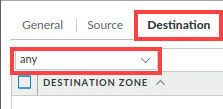 General Source Destination
any
DESTINATION ZONE